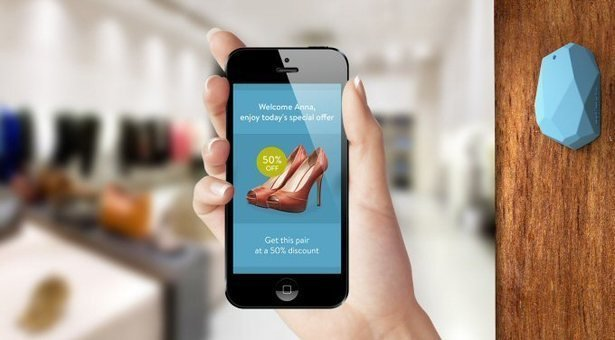 Welcome Anna,
enjoy today's special offer
50%
OFF
Get this pair
at a 50% discount